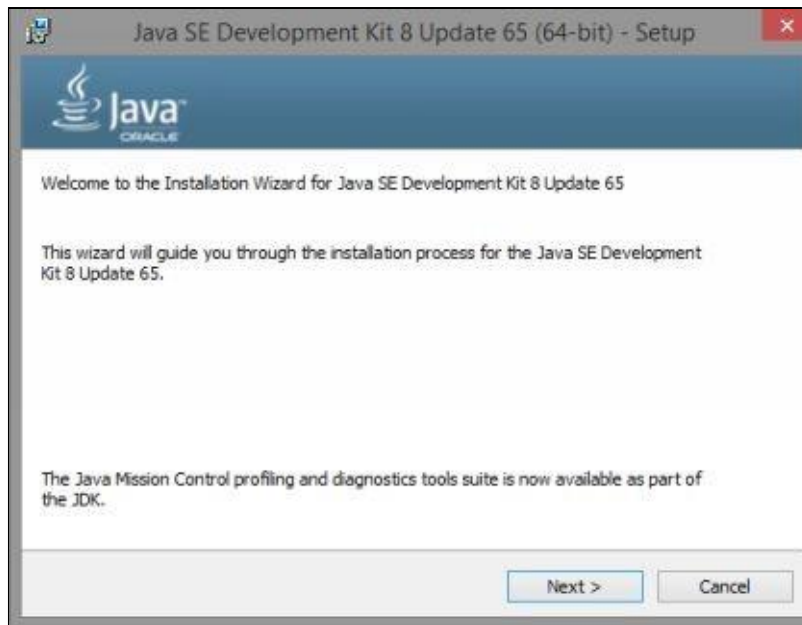 Java SE Development Kit 8 Update 65 (64-bit) - Setup
Java™
ORACLE
Welcome to the Installation Wizard for Java SE Development Kit 8 Update 65
This wizard will guide you through the installation process for the Java SE Development
Kit 8 Update 65.
The Java Mission Control profiling and diagnostics tools suite is now available as part of
the JDK.
Next >
Cancel